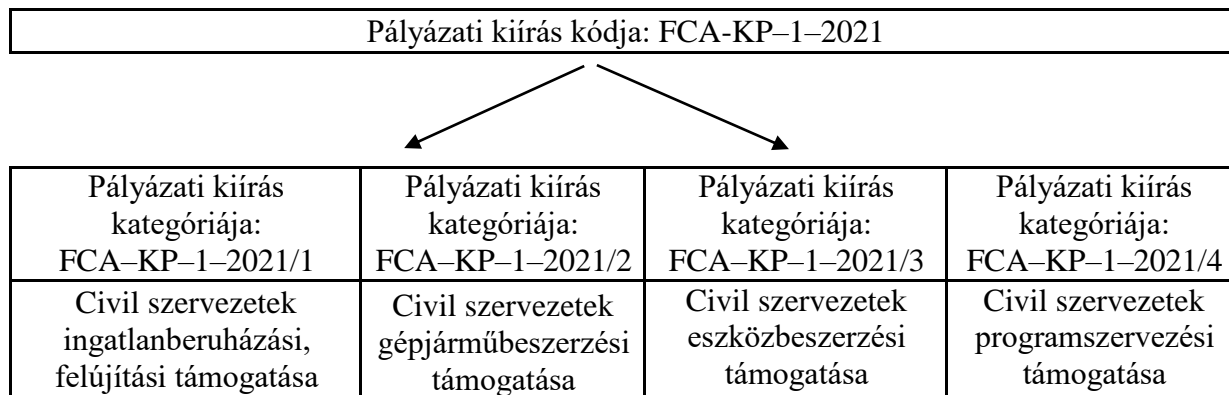 Pályázati kiírás kódja: FCA-KP–1–2021
Pályázati kiírás
kategóriája:
FCA–KP–1–2021/1
Pályázati kiírás
kategóriája:
FCA–KP–1–2021/2
Pályázati kiírás
kategóriája:
FCA–KP–1–2021/3
Pályázati kiírás
kategóriája:
FCA–KP–1–2021/4
Civil szervezetek
ingatlanberuházási,
felújítási támogatása
Civil szervezetek
gépjárműbeszerzési
támogatása
Civil szervezetek
eszközbeszerzési
támogatása
Civil szervezetek
programszervezési
támogatása